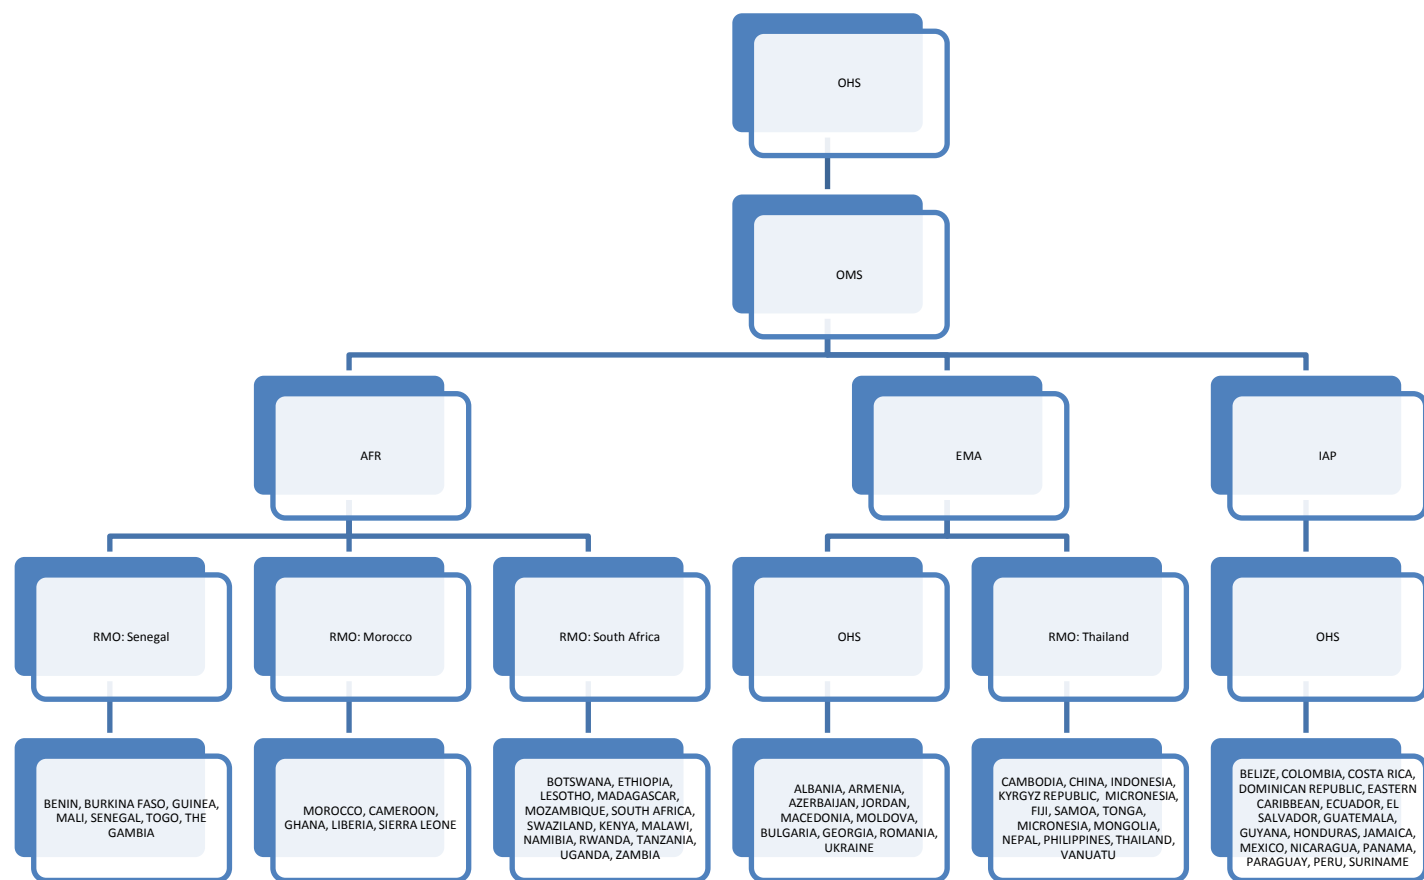 OHS
OMS
AFR
EMA
IAP
RMO: Senegal
RMO: Morocco
RMO: South Africa
OHS
RMO: Thailand
OHS
BENIN, BURKINA FASO, GUINEA,
MALI, SENEGAL, TOGO, THE
GAMBIA
MOROCCO, CAMEROON,
GHANA, LIBERIA, SIERRA LEONE
BOTSWANA, ETHIOPIA,
LESOTHO, MADAGASCAR,
MOZAMBIQUE, SOUTH AFRICA,
SWAZILAND, KENYA, MALAWI,
NAMIBIA, RWANDA, TANZANIA,
UGANDA, ZAMBIA
ALBANIA, ARMENIA,
AZERBAIJAN, JORDAN,
MACEDONIA, MOLDOVA,
BULGARIA, GEORGIA, ROMANIA,
UKRAINE
CAMBODIA, CHINA, INDONESIA,
KYRGYZ REPUBLIC, MICRONESIA,
FIJI, SAMOA, TONGA,
MICRONESIA, MONGOLIA,
NEPAL, PHILIPPINES, THAILAND,
VANUATU
BELIZE, COLOMBIA, COSTA RICA,
DOMINICAN REPUBLIC, EASTERN
CARIBBEAN, ECUADOR, EL
SALVADOR, GUATEMALA,
GUYANA, HONDURAS, JAMAICA,
MEXICO, NICARAGUA, PANAMA,
PARAGUAY, PERU, SURINAME